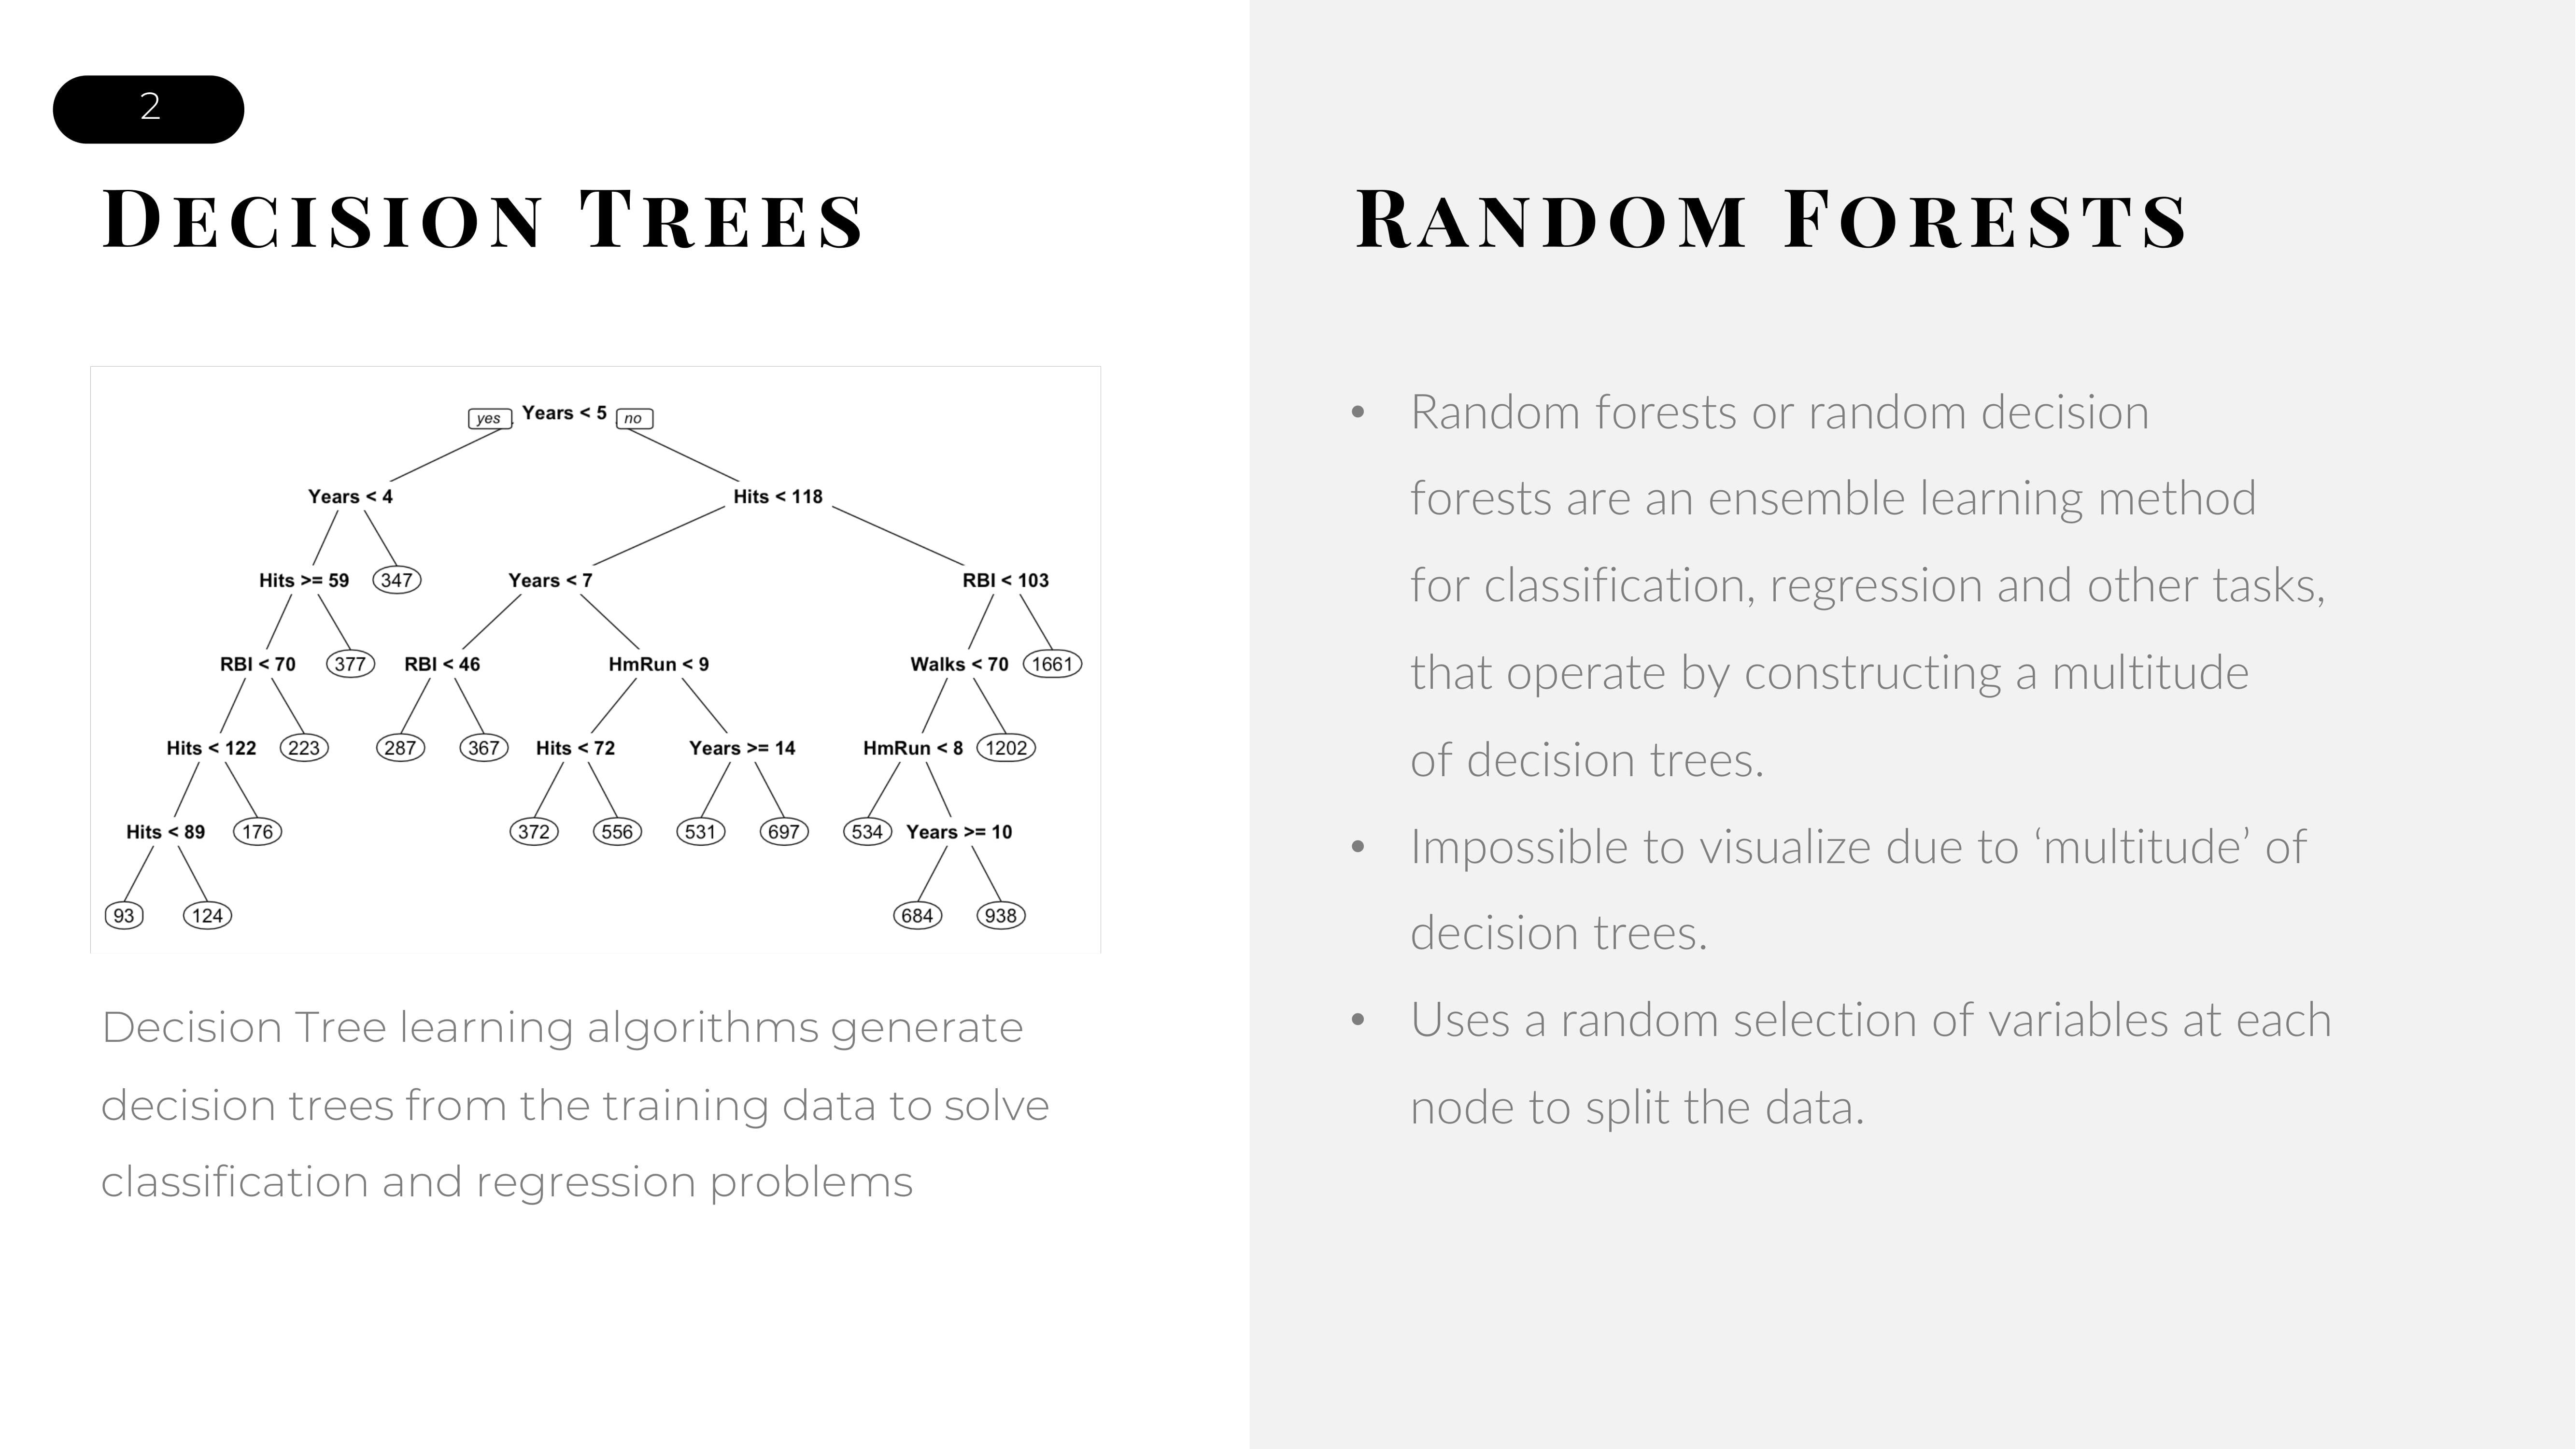 2
Decision Trees
yes Years < 5 no
Years < 4 Hits < 118
Hits >= 59 347 Years < 7 RBI < 103
RBI < 70 377 RBI < 46 HmRun < 9 Walks < 70 1661
Hits < 122 223 287 367 Hits < 72 Years >= 14 HmRun < 8 1202
Hits < 89 176 372 556 531 697 534 Years >= 10
93 124 684 938
Decision Tree learning algorithms generate
decision trees from the training data to solve
classification and regression problems
Random Forests
• Random forests or random decision
forests are an ensemble learning method
for classification, regression and other tasks,
that operate by constructing a multitude
of decision trees.
• Impossible to visualize due to ‘multitude’ of
decision trees.
• Uses a random selection of variables at each
node to split the data.